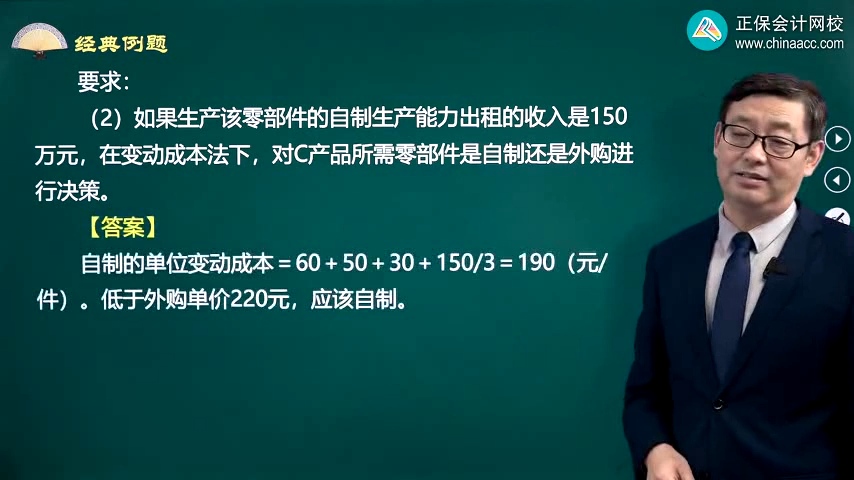 经典例题
正保会计网校
www.chinaacc.com
要求：
（2）如果生产该零部件的自制生产能力出租的收入是150
万元，在变动成本法下，对C产品所需零部件是自制还是外购进
行决策。
【答案】
自制的单位变动成本＝60＋50＋30＋150/3＝190（元/
件）。低于外购单价220元，应该自制。